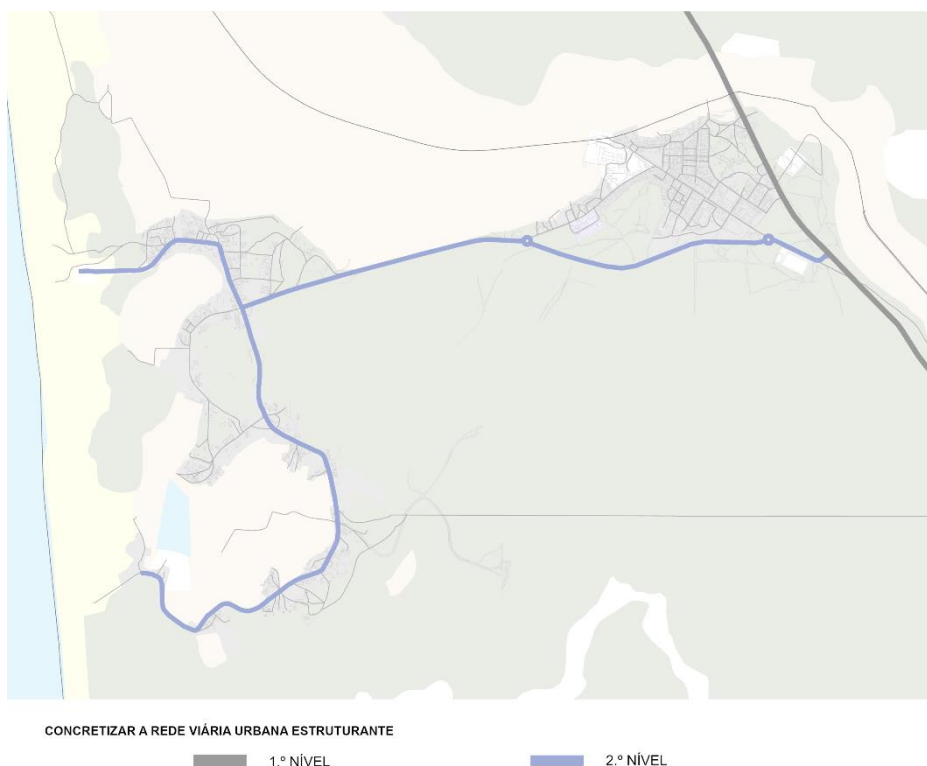 CONCRETIZAR A REDE VIÁRIA URBANA ESTRUTURANTE
1.º NÍVEL
2.º NÍVEL